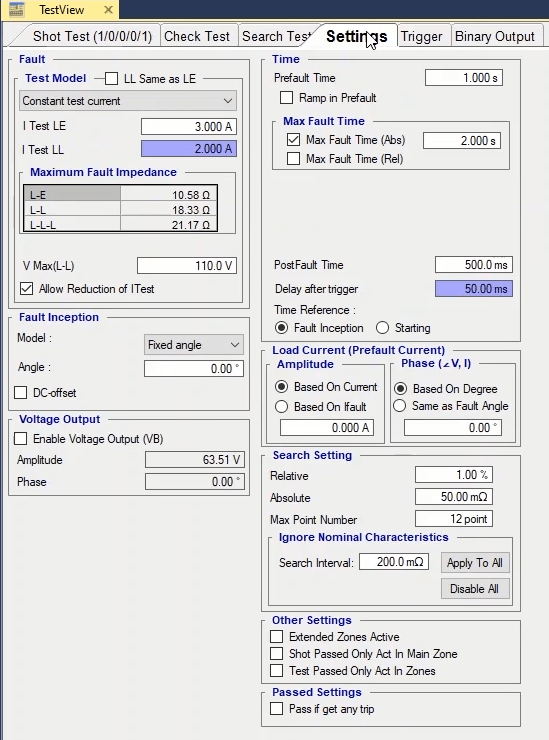 TestView ×
Shot Test (1/0/0/0/1) Check Test Search Test Settings Trigger Binary Output
Fault
Test Model LL Same as LE
Constant test current
I Test LE 3.000 A
I Test LL 2.000 A
Maximum Fault Impedance
L-E 10.58 Ω
L-L 18.33 Ω
L-L-L 21.17 Ω
V Max(L-L) 110.0 V
Allow Reduction of ITest
Fault Inception
Model : Fixed angle
Angle : 0.00 °
DC-offset
Voltage Output
Enable Voltage Output (VB)
Amplitude 63.51 V
Phase 0.00 °
Time
Prefault Time 1.000 s
Ramp in Prefault
Max Fault Time
Max Fault Time (Abs) 2.000 s
Max Fault Time (Rel)
PostFault Time 500.0 ms
Delay after trigger 50.00 ms
Time Reference :
Fault Inception Starting
Load Current (Prefault Current)
Amplitude
Based On Current
Based On Ifault
0.000 A
Phase (∠V, I)
Based On Degree
Same as Fault Angle
0.00 °
Search Setting
Relative 1.00 %
Absolute 50.00 mΩ
Max Point Number 12 point
Ignore Nominal Characteristics
Search Interval: 200.0 mΩ Apply To All
Disable All
Other Settings
Extended Zones Active
Shot Passed Only Act In Main Zone
Test Passed Only Act In Zones
Passed Settings
Pass if get any trip